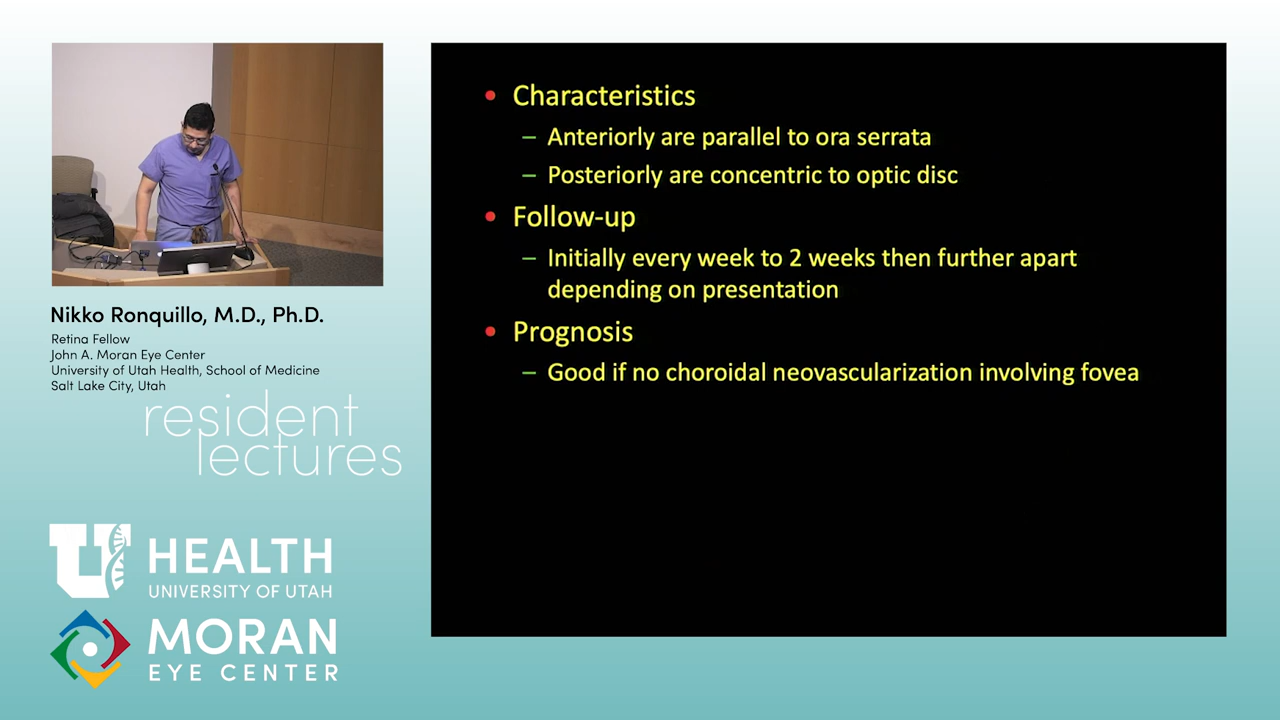 • Characteristics
– Anteriorly are parallel to ora serrata
– Posteriorly are concentric to optic disc
• Follow-up
– Initially every week to 2 weeks then further apart
depending on presentation
• Prognosis
– Good if no choroidal neovascularization involving fovea
Nikko Ronquillo, M.D., Ph.D.
Retina Fellow
John A. Moran Eye Center
University of Utah Health, School of Medicine
Salt Lake City, Utah
resident
lectures
U HEALTH
UNIVERSITY OF UTAH
MORAN
EYE CENTER